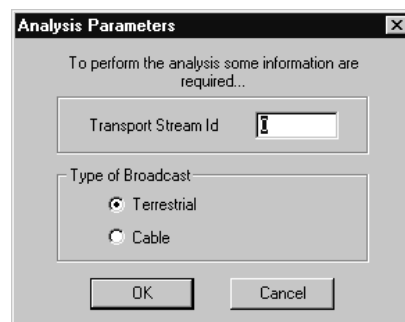 Analysis Parameters
To perform the analysis some information are
required...
Transport Stream Id
Type of Broadcast
Terrestrial
Cable
OK
Cancel